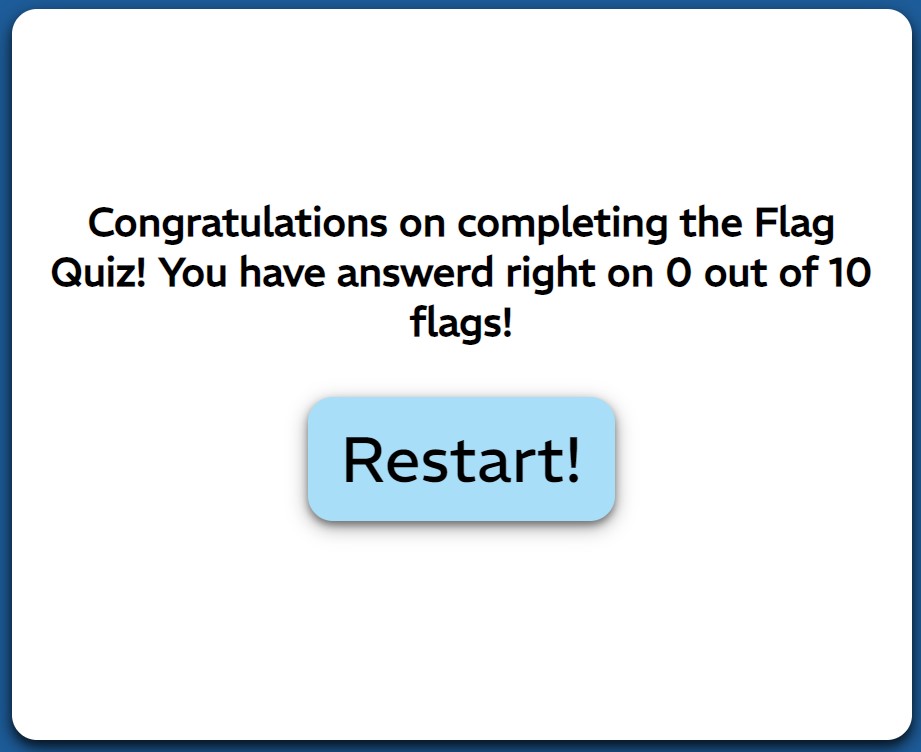 Congratulations on completing the Flag
Quiz! You have answerd right on 0 out of 10
flags!
Restart!